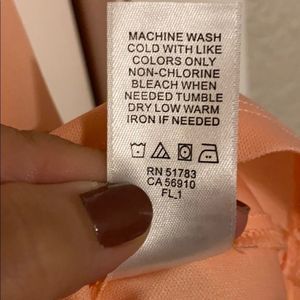 MACHINE WASH
COLD WITH LIKE
COLORS ONLY
NON-CHLORINE
BLEACH WHEN
NEEDED TUMBLE
DRY LOW WARM
IRON IF NEEDED
RN 51783
CA 56910
FL_1